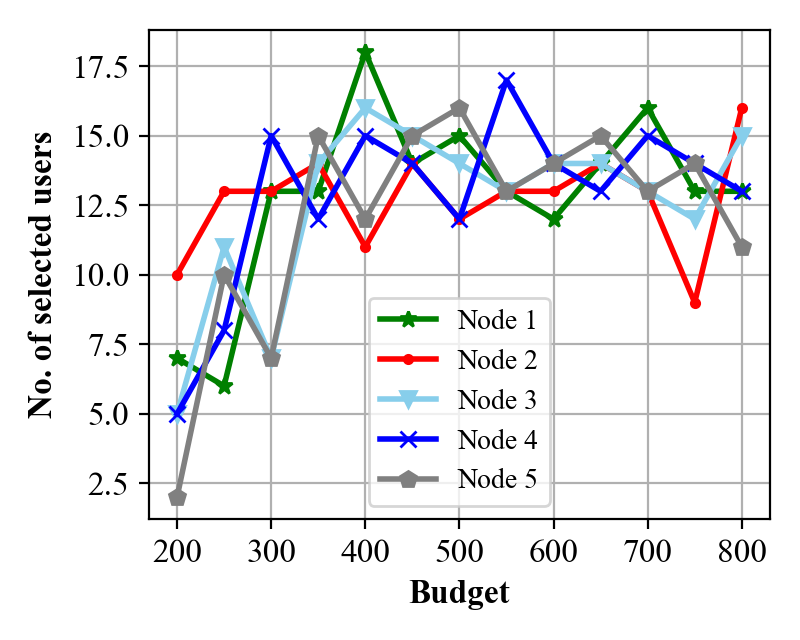 17.5
15.0
12.5
10.0
7.5
5.0
2.5
No. of selected users
Node 1
Node 2
Node 3
Node 4
Node 5
200 300 400 500 600 700 800
Budget